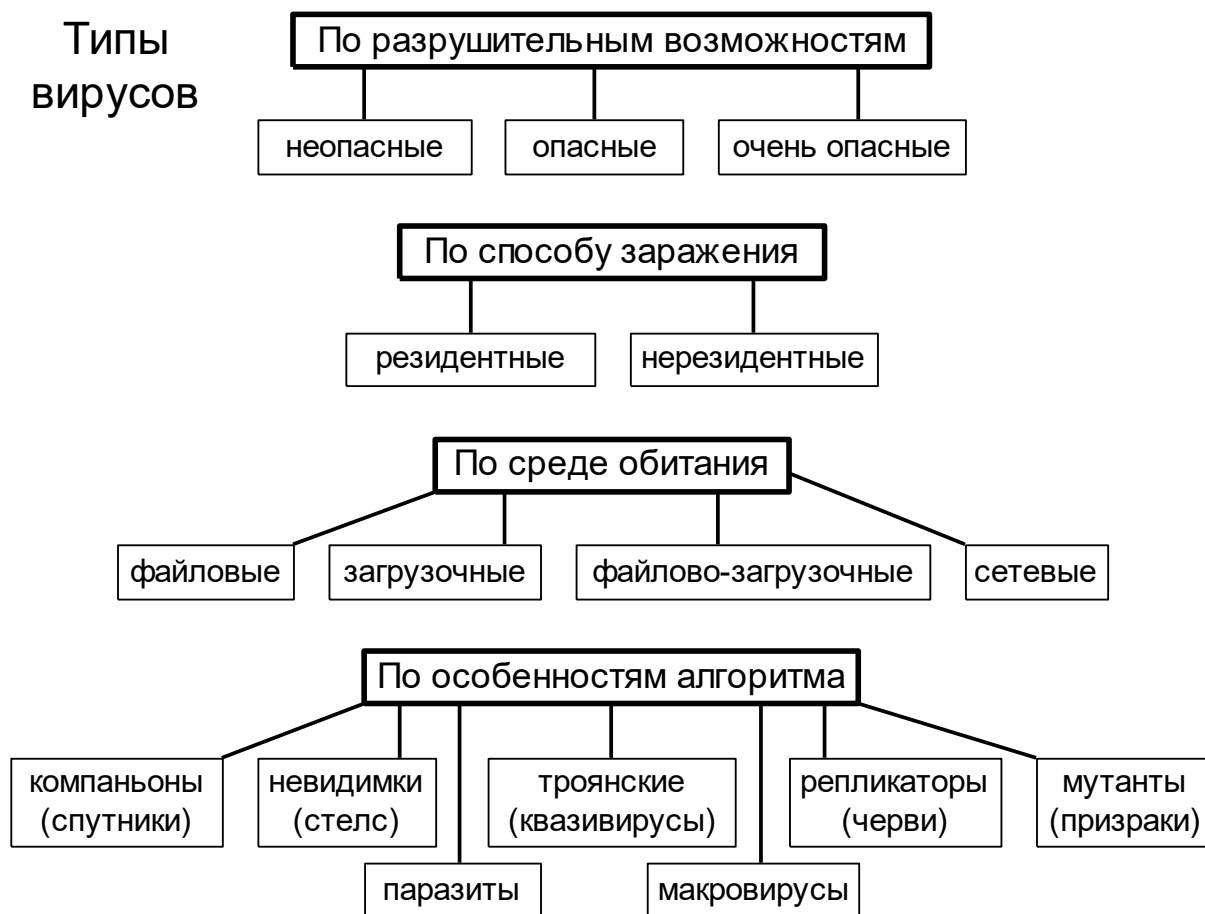 Типы
вирусов
По разрушительным возможностям
неопасные
опасные
очень опасные
По способу заражения
резидентные
нерезидентные
По среде обитания
файловые
загрузочные
файлово-загрузочные
сетевые
По особенностям алгоритма
компаньоны
(спутники)
невидимки
(стелс)
троянские
(квазивирусы)
репликаторы
(черви)
мутанты
(призраки)
паразиты
макровирусы